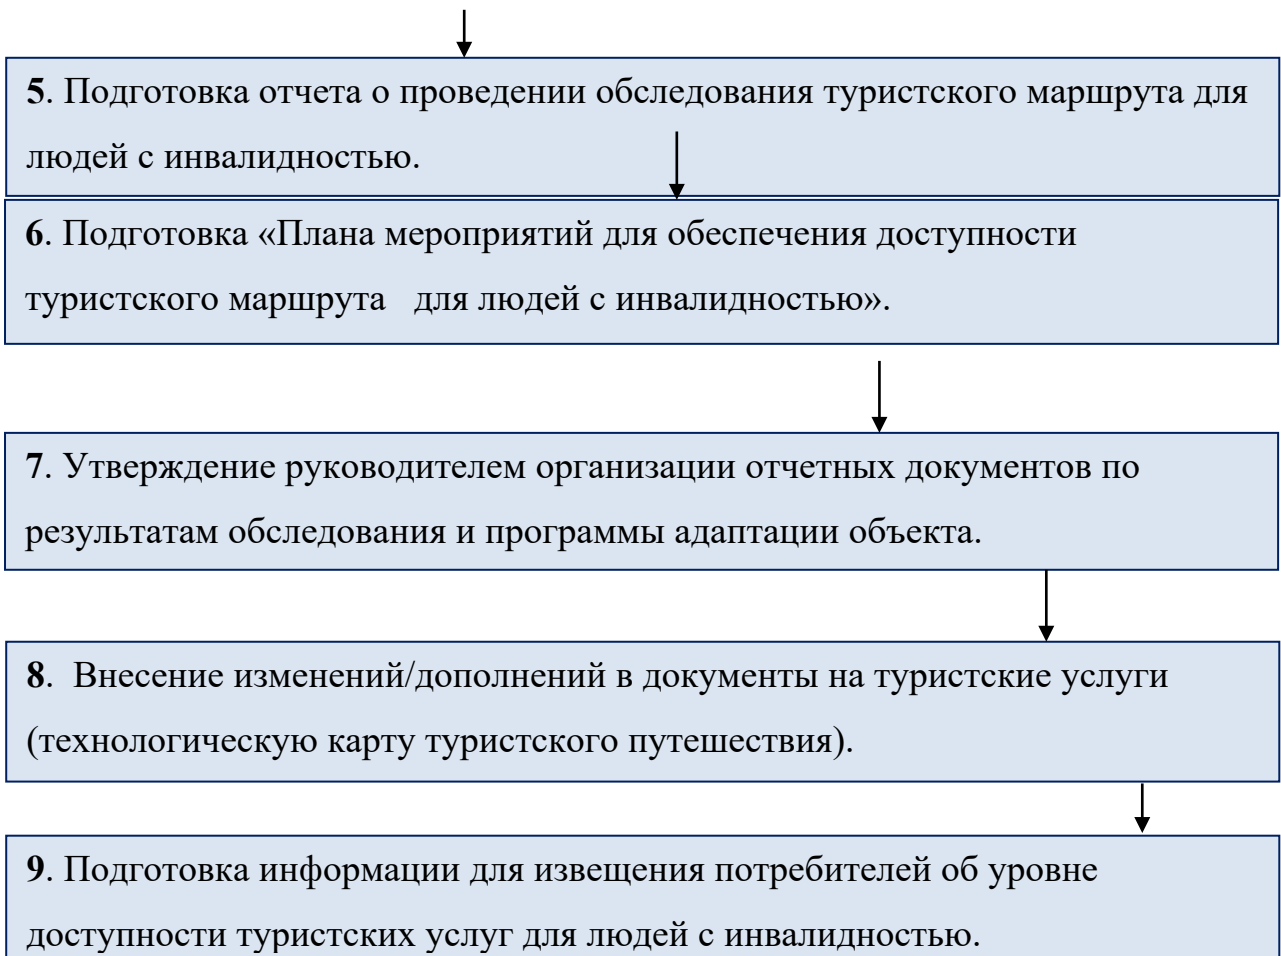 5. Подготовка отчета о проведении обследования туристского маршрута для
людей с инвалидностью.
6. Подготовка «Плана мероприятий для обеспечения доступности
туристского маршрута для людей с инвалидностью».
7. Утверждение руководителем организации отчетных документов по
результатам обследования и программы адаптации объекта.
8. Внесение изменений/дополнений в документы на туристские услуги
(технологическую карту туристского путешествия).
9. Подготовка информации для извещения потребителей об уровне
доступности туристских услуг для людей с инвалидностью.